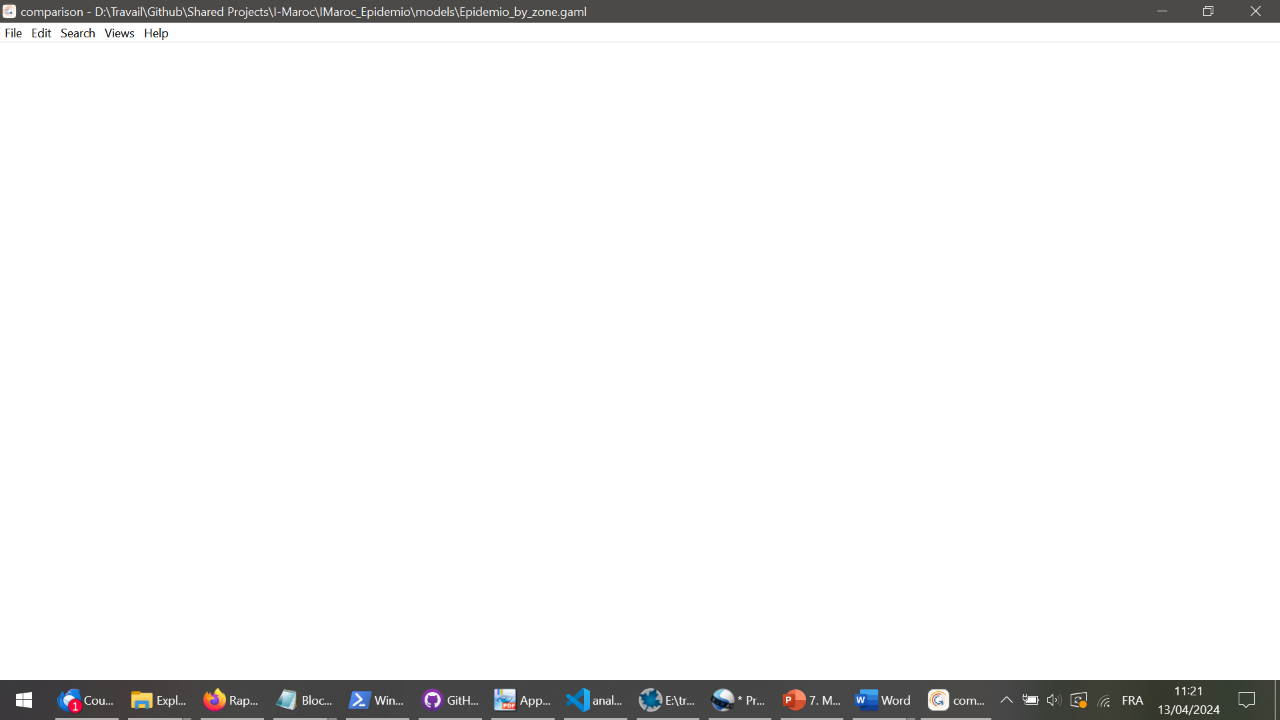 comparison - D:\Travail\Github\Shared Projects\I-Maroc\IMaroc_Epidemio\models\Epidemio_by_zone.gaml
File Edit Search Views Help
1 Cou... Expl... Rap... Bloc... Win... GitH... App... anal... E:\tr... * Pr... 7. M... Word com... FRA 11:21
13/04/2024